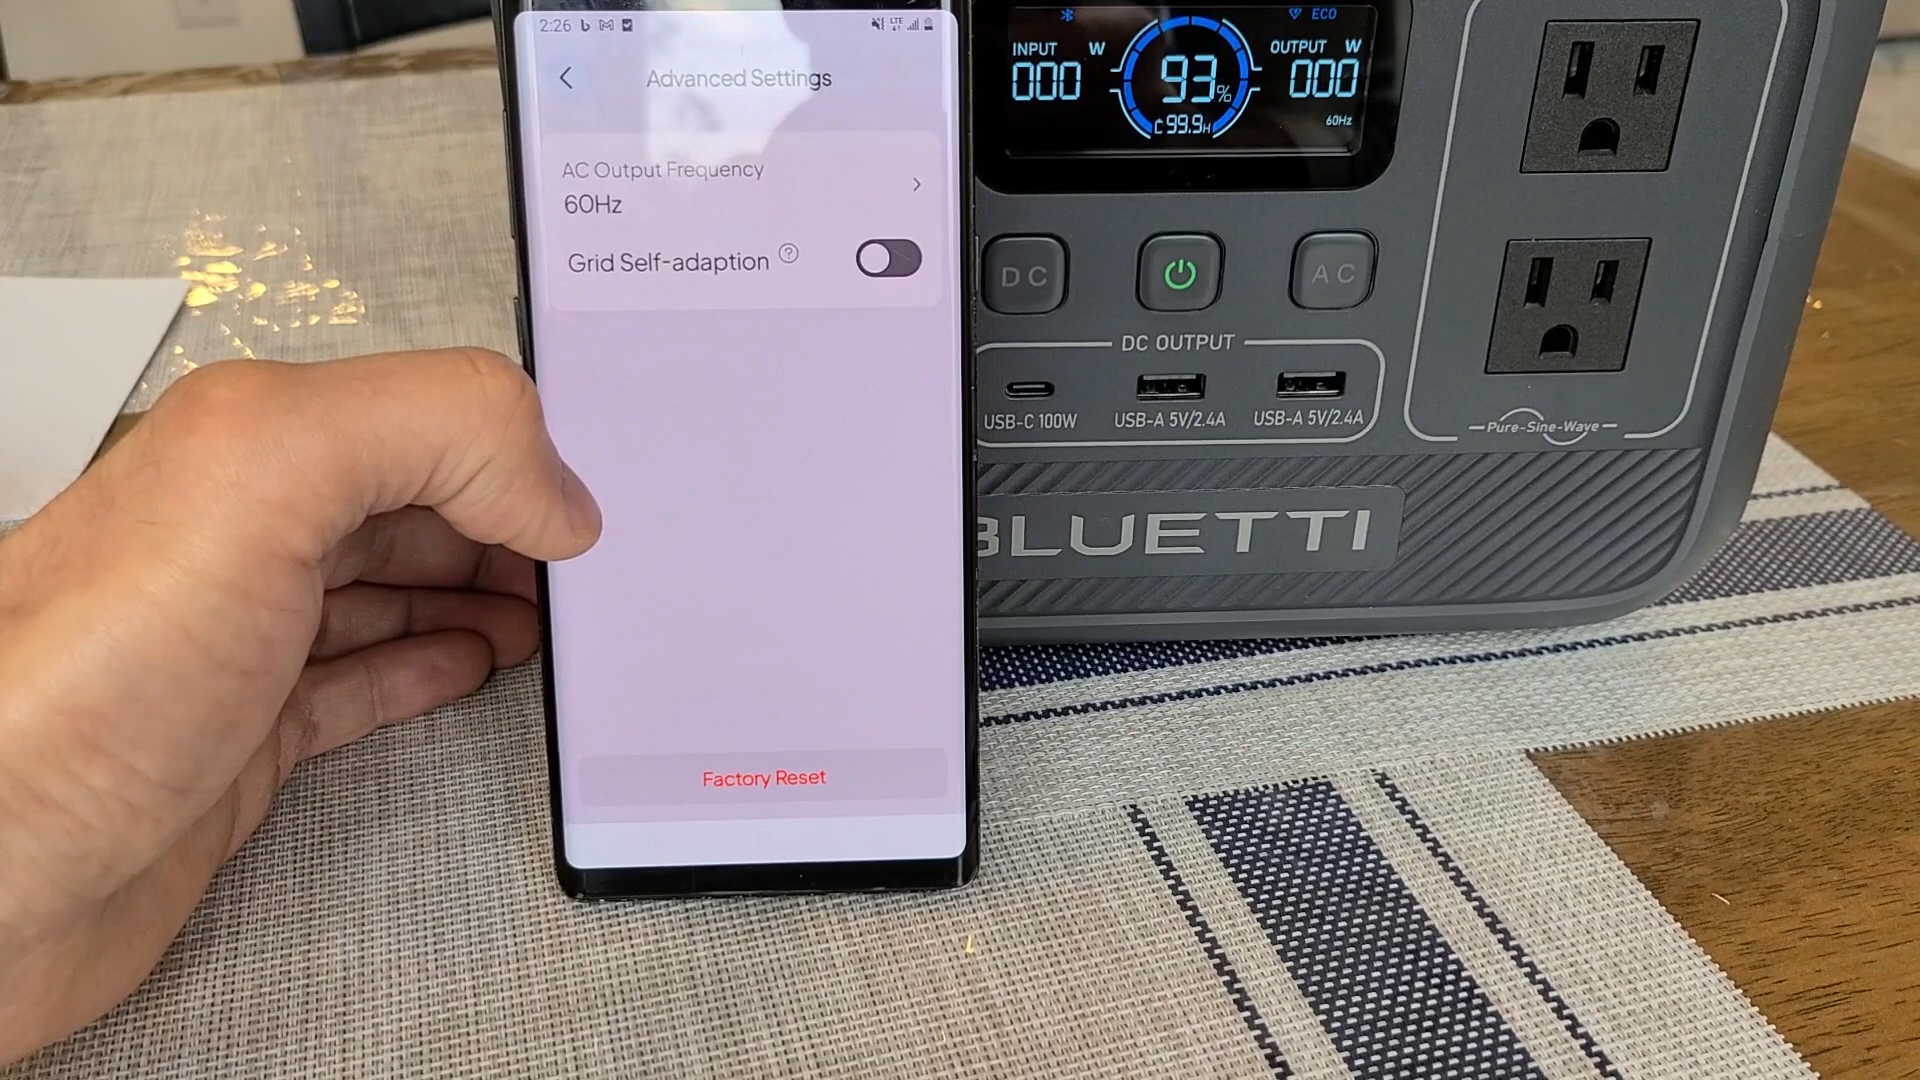 2:26
LTE
Advanced Settings
AC Output Frequency
60Hz
Grid Self-adaption ?
Factory Reset
ECO
INPUT W
000
93%
99.9H
OUTPUT W
000
60Hz
DC
AC
DC OUTPUT
USB-C 100W
USB-A 5V/2.4A
USB-A 5V/2.4A
Pure-Sine-Wave
BLUETTI